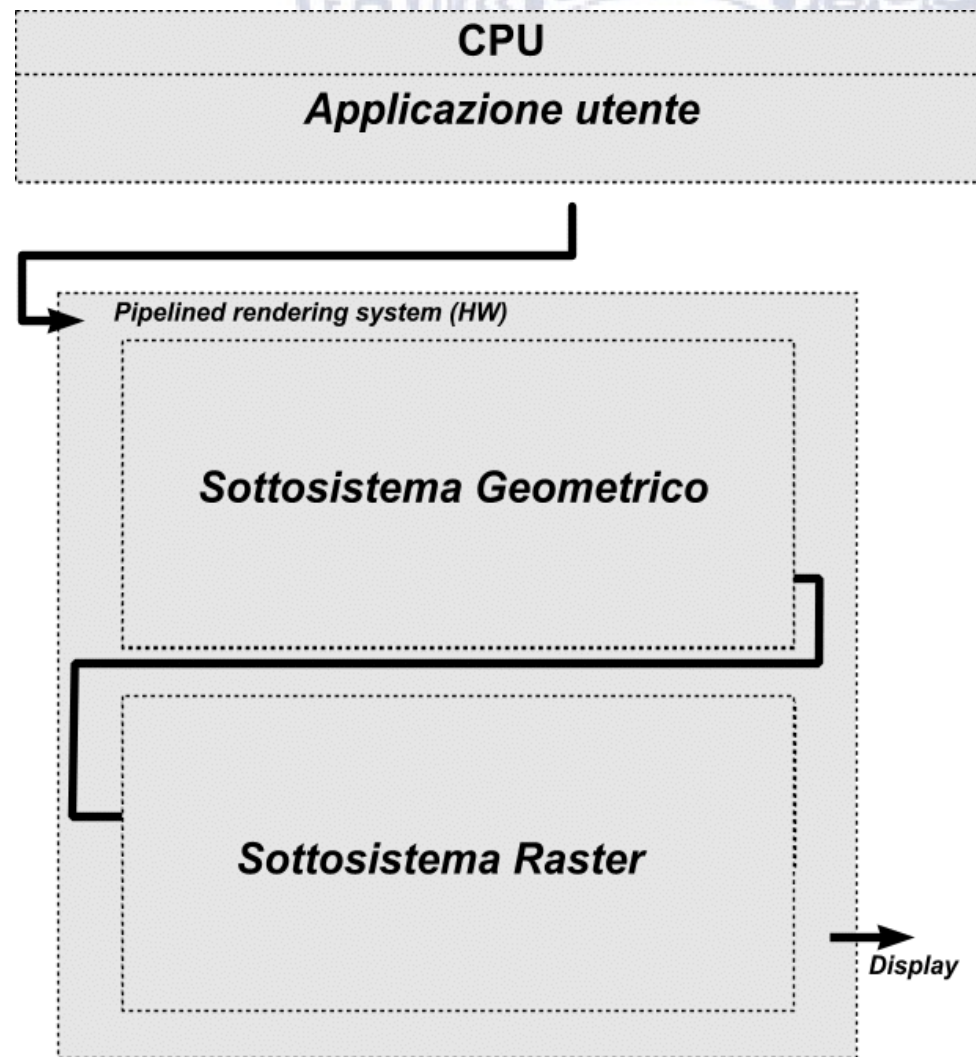 CPU
Applicazione utente
Pipelined rendering system (HW)
Sottosistema Geometrico
Sottosistema Raster
Display